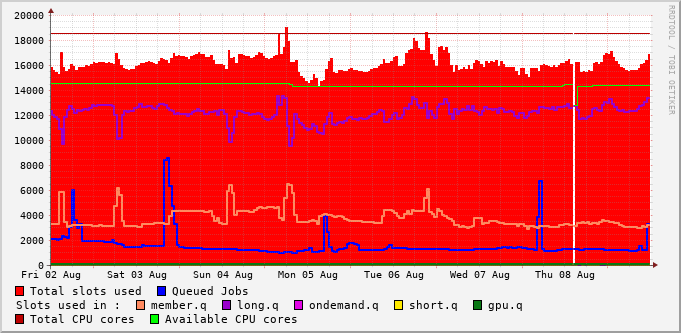 20000
18000
16000
14000
12000
10000
8000
6000
4000
2000
0
Fri 02 Aug Sat 03 Aug Sun 04 Aug Mon 05 Aug Tue 06 Aug Wed 07 Aug Thu 08 Aug
RRDTOOL / TOBI OETIKER
Total slots used Queued Jobs
Slots used in : member.q long.q ondemand.q short.q gpu.q
Total CPU cores Available CPU cores